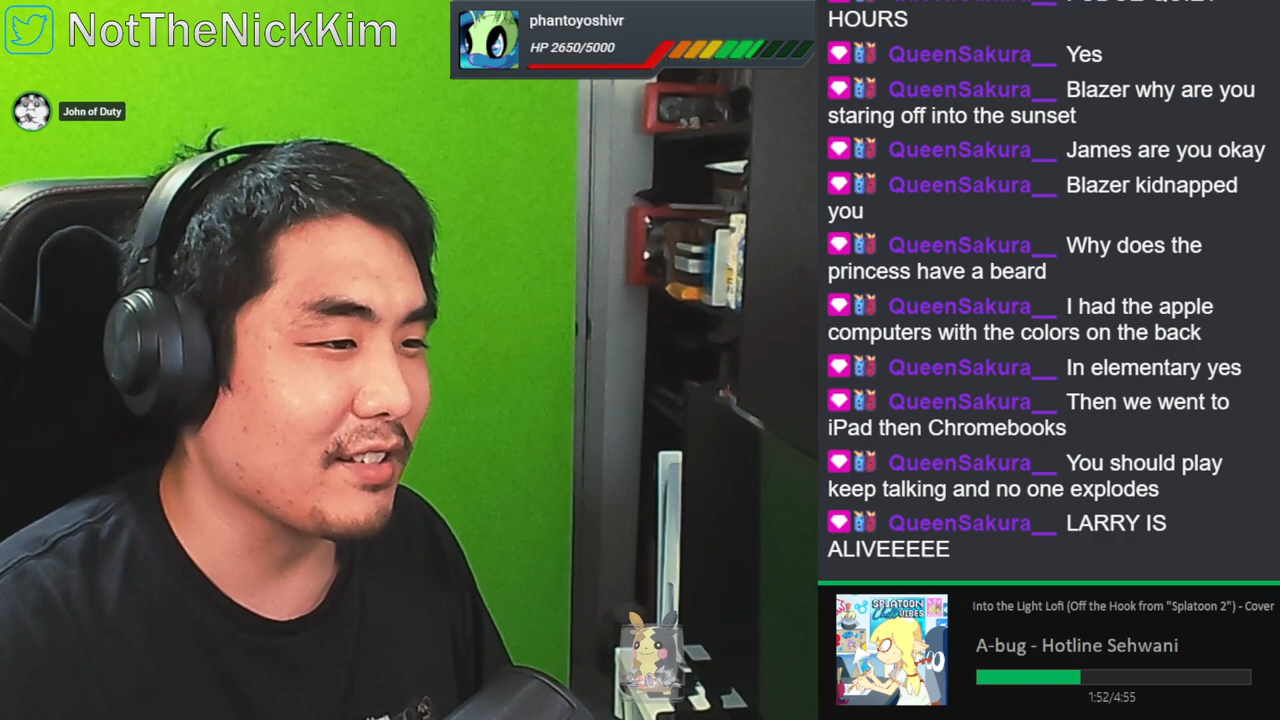 NotTheNickKim
phantoyoshivr
HP 2650/5000
John of Duty
HOURS
QueenSakura__ Yes
QueenSakura__ Blazer why are you
staring off into the sunset
QueenSakura__ James are you okay
QueenSakura__ Blazer kidnapped
you
QueenSakura__ Why does the
princess have a beard
QueenSakura__ I had the apple
computers with the colors on the back
QueenSakura__ In elementary yes
QueenSakura__ Then we went to
iPad then Chromebooks
QueenSakura__ You should play
keep talking and no one explodes
QueenSakura__ LARRY IS
ALIVEEEEE
SPLATOON
Chill
VIBES
Into the Light Lofi (Off the Hook from "Splatoon 2") - Cover
A-bug - Hotline Sehwani
1:52/4:55